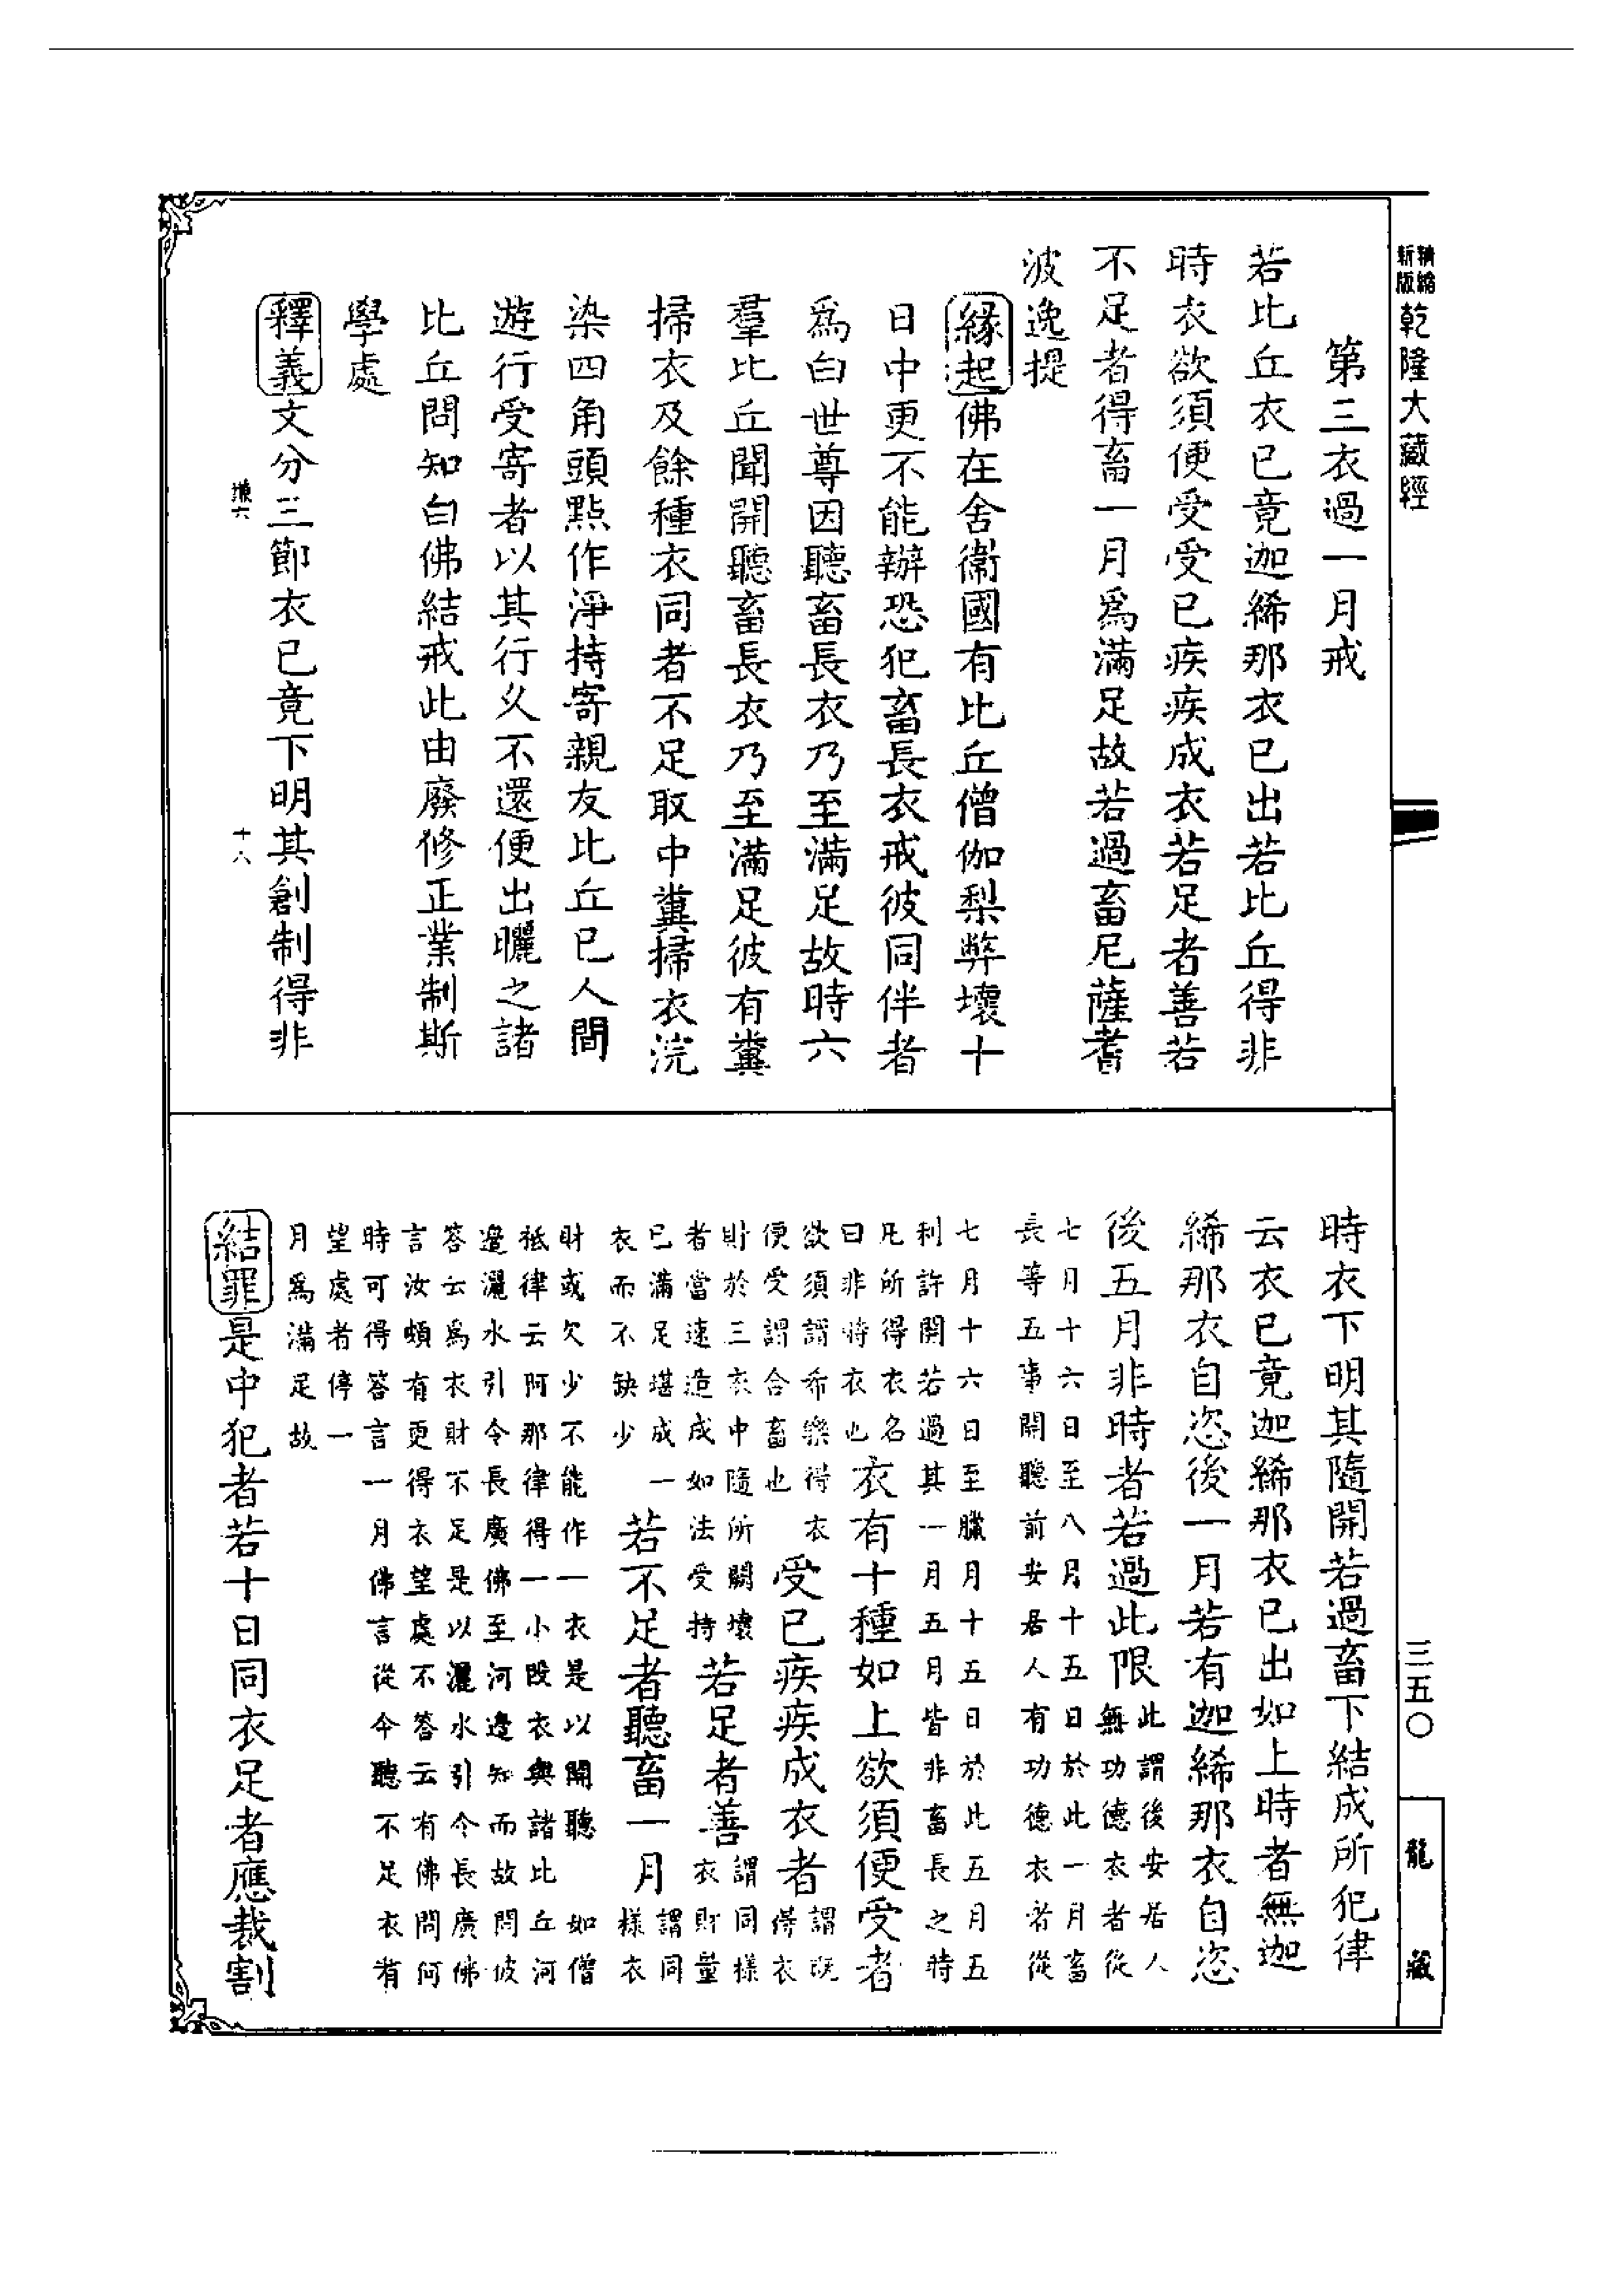 精縮
新版
乾隆大藏經
三五〇
龍藏
第三衣過一月戒
若比丘衣已竟迦絺那衣已出若比丘得非
時衣欲須便受受已疾疾成衣若足者善若
不足者得畜一月爲滿足故若過畜尼薩耆
波逸提
緣起佛在舍衞國有比丘僧伽梨弊壞十
日中更不能辦恐犯畜長衣戒彼同伴者
爲白世尊因聽畜長衣乃至滿足故時六
羣比丘聞開聽畜長衣乃至滿足彼有糞
掃衣及餘種衣同者不足取中糞掃衣浣
染四角頭點作淨持寄親友比丘已人間
遊行受寄者以其行久不還便出曬之諸
比丘問知白佛結戒此由廢修正業制斯
學處
釋義文分三節衣已竟下明其創制得非
十六
時衣下明其隨開若過畜下結成所犯律
云衣已竟迦絺那衣已出如上時者無迦
絺那衣自恣後一月若有迦絺那衣自恣
後五月非時者若過此限
此謂後安居人
無功德衣者從
七月十六日至八月十五日於此一月畜
長等五事開聽前安居人有功德衣者從
七月十六日至臘月十五日於此五月五
利許開若過其一月五月皆非畜長之時
凡所得衣名
曰非時衣也
衣有十種如上欲須便受者
欲須謂希樂得衣
便受謂合畜也
受已疾疾成衣者
謂既
得衣
財於三衣中隨所闕壞
者當速造成如法受持
若足者善
謂同樣
衣財量
已滿足堪成一
衣而不缺少
若不足者聽畜一月
謂同
樣衣
財或欠少不能作一衣是以開聽 如僧
祇律云阿那律得一小段衣與諸比丘河
邊灑水引令長廣佛至河邊知而故問彼
答云爲衣財不足是以灑水引令長廣佛
言汝頗有更得衣望處不答云有佛問何
時可得答言一月佛言從今聽不足衣有
望處者停一
月爲滿足故
結罪是中犯者若十日同衣足者應裁割